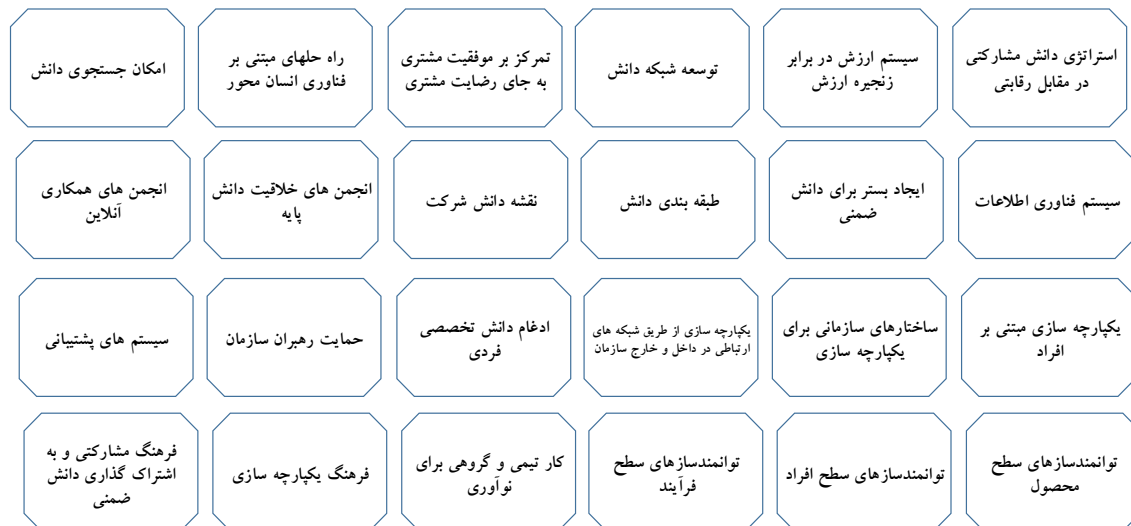 استراتژی دانش مشارکتی
در مقابل رقابتی
سیستم ارزش در برابر
زنجیره ارزش
توسعه شبکه دانش
تمرکز بر موفقیت مشتری
به جای رضایت مشتری
راه حلهای مبتنی بر
فناوری انسان محور
امکان جستجوی دانش
سیستم فناوری اطلاعات
ایجاد بستر برای دانش
ضمنی
طبقه بندی دانش
نقشه دانش شرکت
انجمن های خلاقیت دانش
پایه
انجمن های همکاری
آنلاین
یکپارچه سازی مبتنی بر
افراد
ساختارهای سازمانی برای
یکپارچه سازی
یکپارچه سازی از طریق شبکه های
ارتباطی در داخل و خارج سازمان
ادغام دانش تخصصی
فردی
حمایت رهبران سازمان
سیستم های پشتیبانی
توانمندسازهای سطح
محصول
توانمندسازهای سطح افراد
توانمندسازهای سطح
فرآیند
کار تیمی و گروهی برای
نوآوری
فرهنگ یکپارچه سازی
فرهنگ مشارکتی و به
اشتراک گذاری دانش
ضمنی